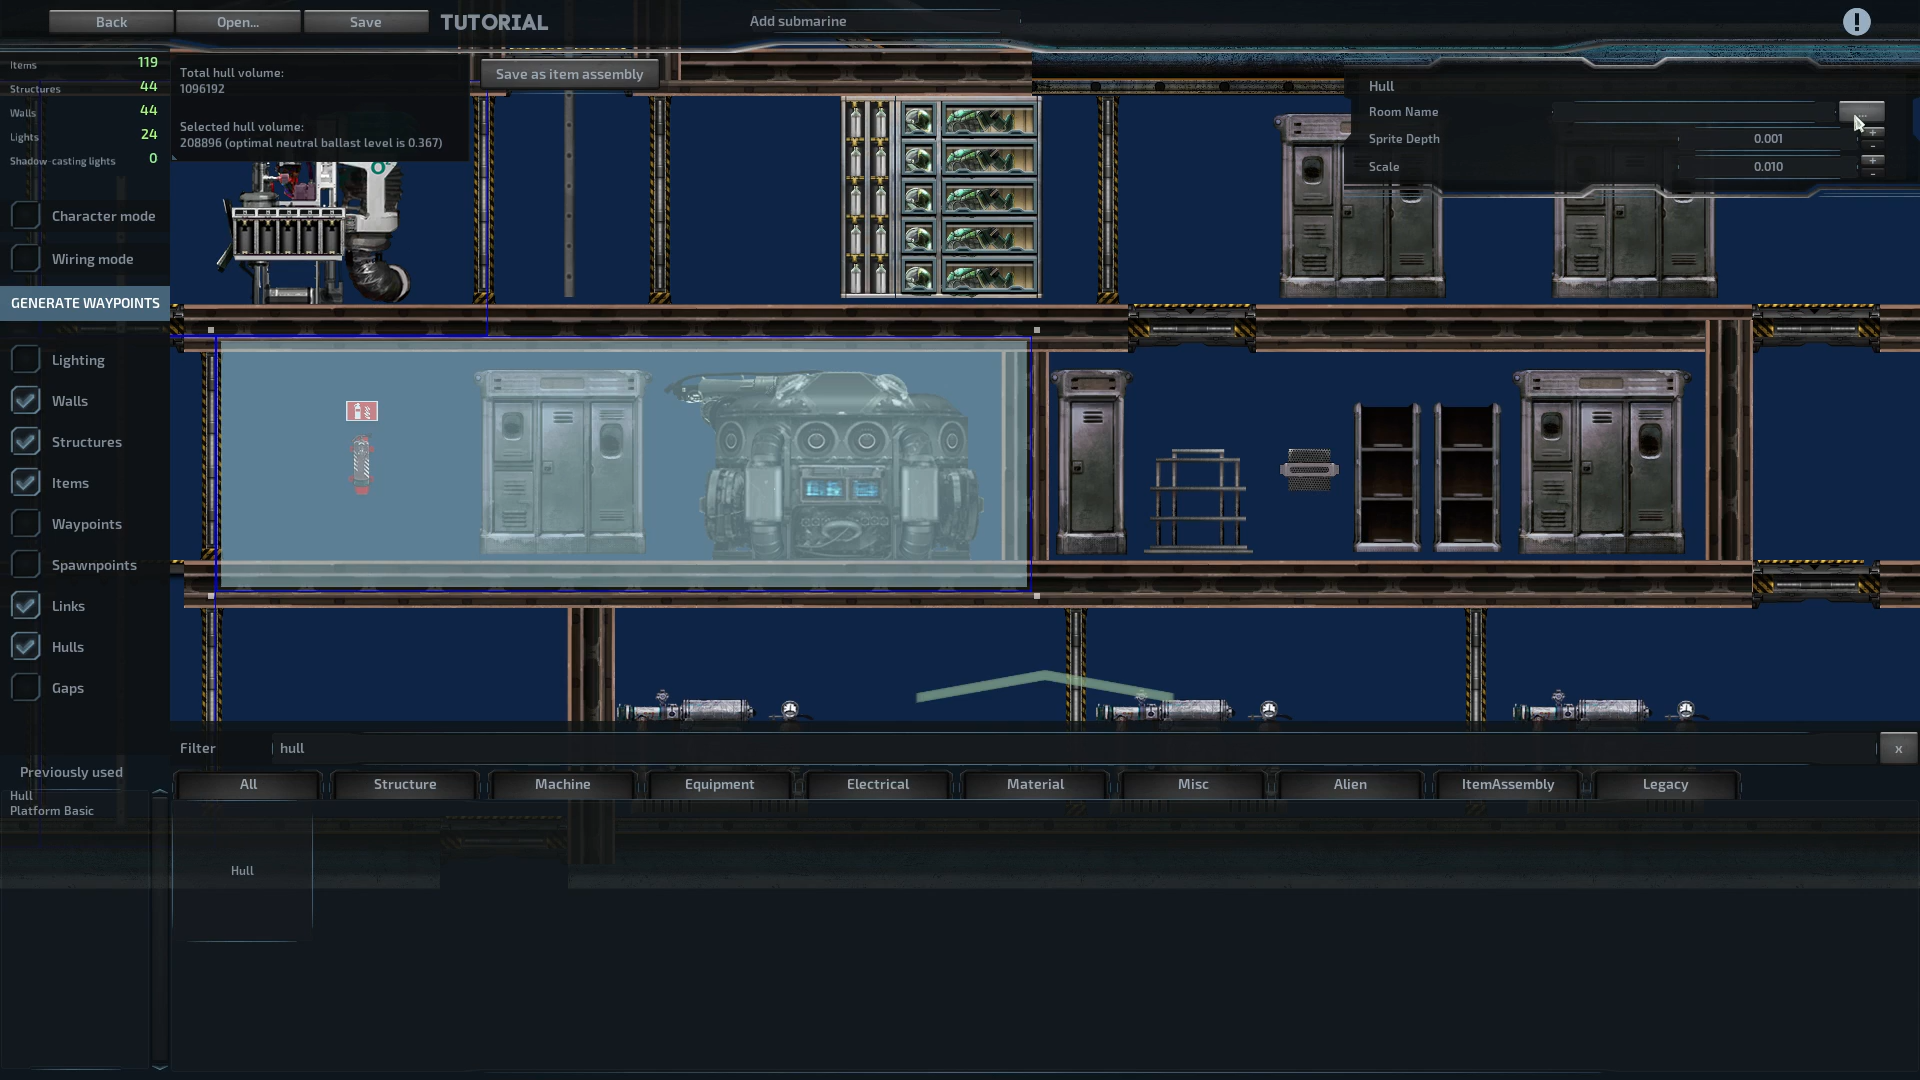 Back
Open...
Save
TUTORIAL
Add submarine
!
Items 119
Structures 44
Walls 44
Lights 24
Shadow-casting lights 0
Total hull volume:
1096192
Selected hull volume:
208896 (optimal neutral ballast level is 0.367)
Save as item assembly
Hull
Room Name
...
Sprite Depth 0.001 + -
Scale 0.010 + -
Character mode
Wiring mode
GENERATE WAYPOINTS
Lighting
Walls
Structures
Items
Waypoints
Spawnpoints
Links
Hulls
Gaps
Filter hull x
All
Structure
Machine
Equipment
Electrical
Material
Misc
Alien
ItemAssembly
Legacy
Previously used
Hull
Platform Basic
Hull